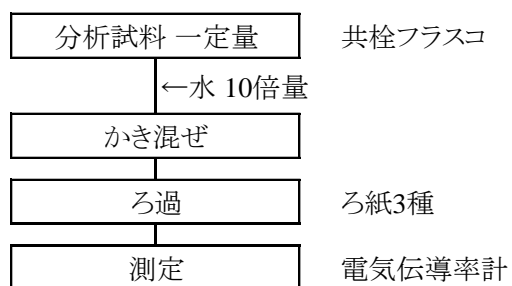 分析試料 一定量 共栓フラスコ
←水 10倍量
かき混ぜ
ろ過 ろ紙3種
測定 電気伝導率計